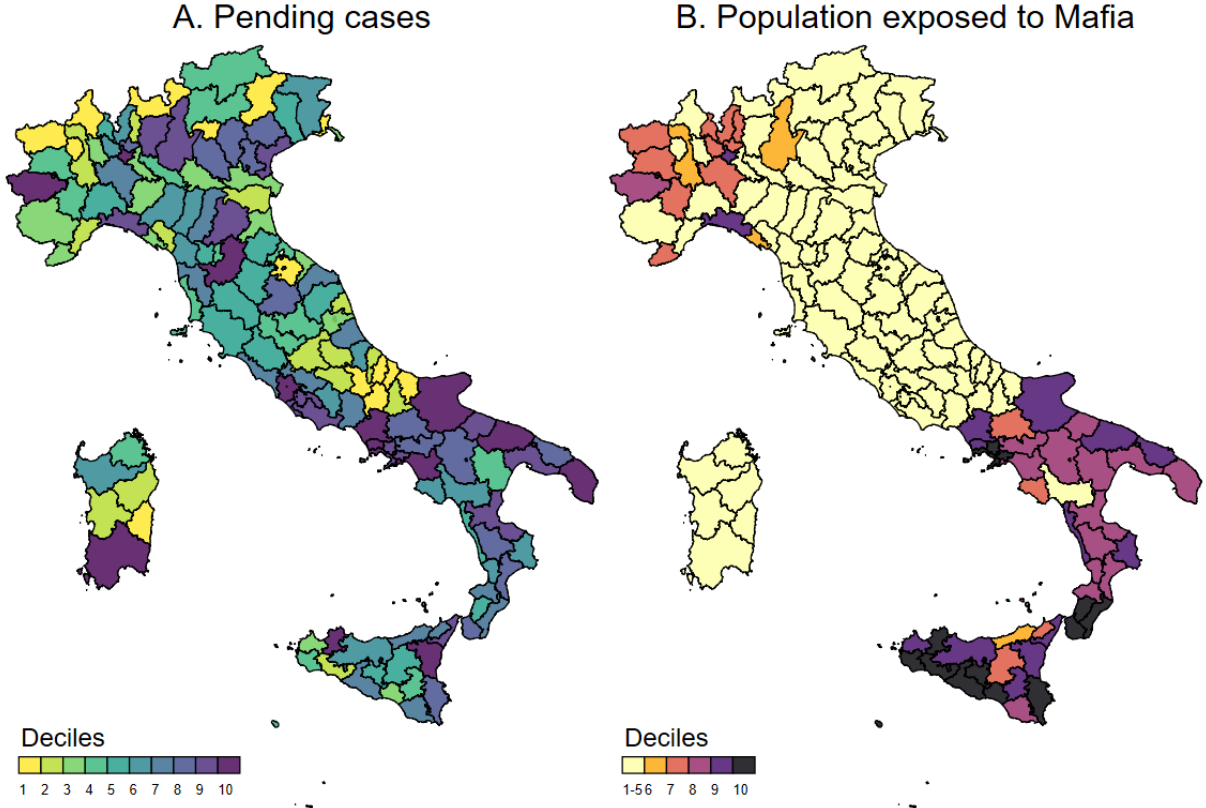 A. Pending cases
B. Population exposed to Mafia
Deciles
1 2 3 4 5 6 7 8 9 10
Deciles
1-5 6 7 8 9 10